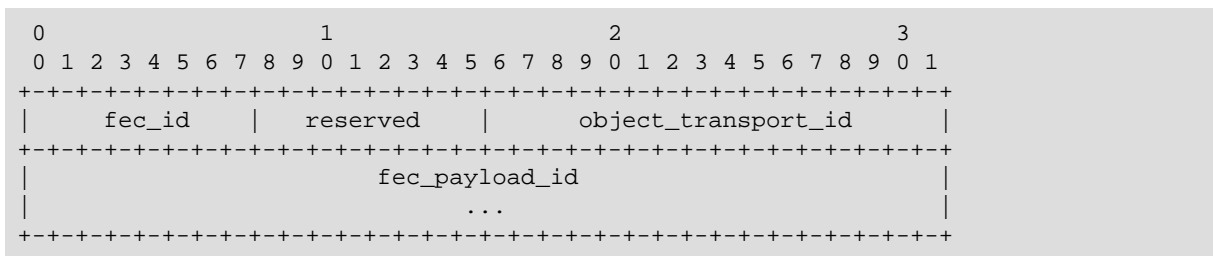 0                   1                   2                   3
 0 1 2 3 4 5 6 7 8 9 0 1 2 3 4 5 6 7 8 9 0 1 2 3 4 5 6 7 8 9 0 1
+-+-+-+-+-+-+-+-+-+-+-+-+-+-+-+-+-+-+-+-+-+-+-+-+-+-+-+-+-+-+-+-+
|     fec_id    |   reserved    |      object_transport_id      |
+-+-+-+-+-+-+-+-+-+-+-+-+-+-+-+-+-+-+-+-+-+-+-+-+-+-+-+-+-+-+-+-+
|                        fec_payload_id                         |
|                              ...                              |
+-+-+-+-+-+-+-+-+-+-+-+-+-+-+-+-+-+-+-+-+-+-+-+-+-+-+-+-+-+-+-+-+